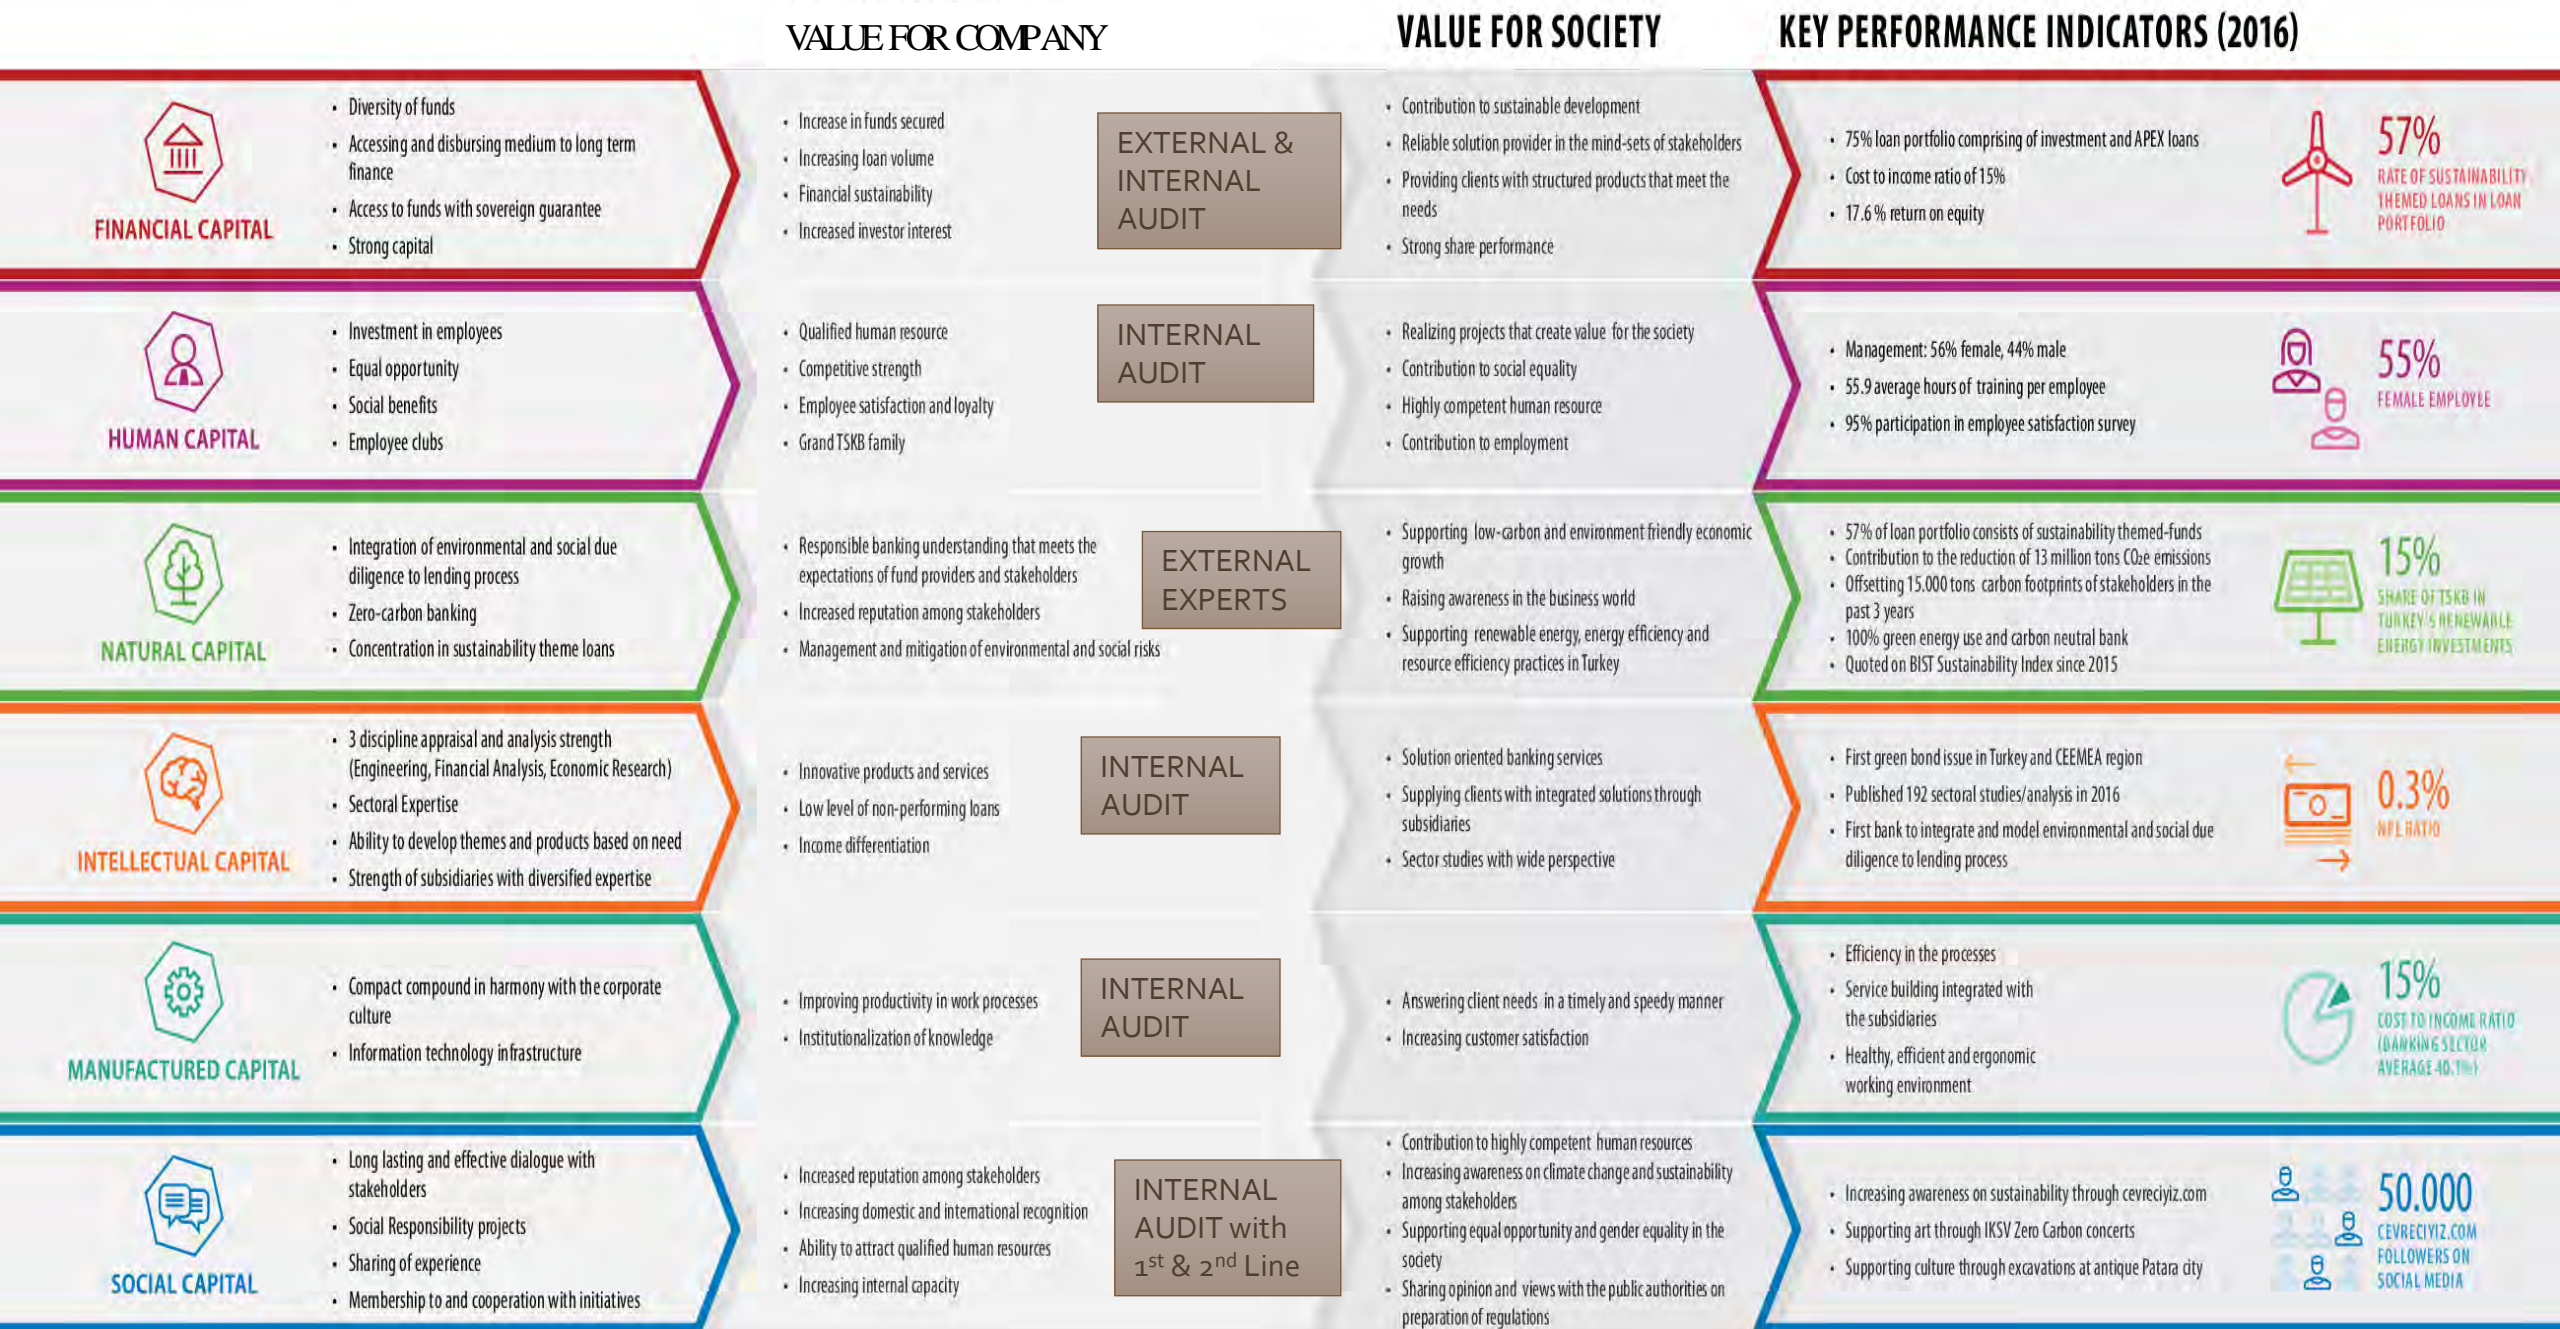 VALUE FOR COMPANY
VALUE FOR SOCIETY
KEY PERFORMANCE INDICATORS (2016)
FINANCIAL CAPITAL
• Diversity of funds
• Accessing and disbursing medium to long term
finance
• Access to funds with sovereign guarantee
• Strong capital
• Increase in funds secured
• Increasing loan volume
• Financial sustainability
• Increased investor interest
EXTERNAL &
INTERNAL
AUDIT
• Contribution to sustainable development
• Reliable solution provider in the mind-sets of stakeholders
• Providing clients with structured products that meet the
needs
• Strong share performance
• 75% loan portfolio comprising of investment and APEX loans
• Cost to income ratio of 15%
• 17.6 % return on equity
57%
RATE OF SUSTAINABILITY
THEMED LOANS IN LOAN
PORTFOLIO
HUMAN CAPITAL
• Investment in employees
• Equal opportunity
• Social benefits
• Employee clubs
• Qualified human resource
• Competitive strength
• Employee satisfaction and loyalty
• Grand TSKB family
INTERNAL
AUDIT
• Realizing projects that create value for the society
• Contribution to social equality
• Highly competent human resource
• Contribution to employment
• Management: 56% female, 44% male
• 55.9 average hours of training per employee
• 95% participation in employee satisfaction survey
55%
FEMALE EMPLOYEE
NATURAL CAPITAL
• Integration of environmental and social due
diligence to lending process
• Zero-carbon banking
• Concentration in sustainability theme loans
• Responsible banking understanding that meets the
expectations of fund providers and stakeholders
• Increased reputation among stakeholders
• Management and mitigation of environmental and social risks
EXTERNAL
EXPERTS
• Supporting low-carbon and environment friendly economic
growth
• Raising awareness in the business world
• Supporting renewable energy, energy efficiency and
resource efficiency practices in Turkey
• 57% of loan portfolio consists of sustainability themed-funds
• Contribution to the reduction of 13 million tons CO2e emissions
• Offsetting 15.000 tons carbon footprints of stakeholders in the
past 3 years
• 100% green energy use and carbon neutral bank
• Quoted on BIST Sustainability Index since 2015
15%
SHARE OF TSKB IN
TURKEY'S RENEWABLE
ENERGY INVESTMENTS
INTELLECTUAL CAPITAL
• 3 discipline appraisal and analysis strength
(Engineering, Financial Analysis, Economic Research)
• Sectoral Expertise
• Ability to develop themes and products based on need
• Strength of subsidiaries with diversified expertise
• Innovative products and services
• Low level of non-performing loans
• Income differentiation
INTERNAL
AUDIT
• Solution oriented banking services
• Supplying clients with integrated solutions through
subsidiaries
• Sector studies with wide perspective
• First green bond issue in Turkey and CEEMEA region
• Published 192 sectoral studies/analysis in 2016
• First bank to integrate and model environmental and social due
diligence to lending process
0.3%
NPL RATIO
MANUFACTURED CAPITAL
• Compact compound in harmony with the corporate
culture
• Information technology infrastructure
• Improving productivity in work processes
• Institutionalization of knowledge
INTERNAL
AUDIT
• Answering client needs in a timely and speedy manner
• Increasing customer satisfaction
• Efficiency in the processes
• Service building integrated with
the subsidiaries
• Healthy, efficient and ergonomic
working environment
15%
COST TO INCOME RATIO
(BANKING SECTOR
AVERAGE 40.1%)
SOCIAL CAPITAL
• Long lasting and effective dialogue with
stakeholders
• Social Responsibility projects
• Sharing of experience
• Membership to and cooperation with initiatives
• Increased reputation among stakeholders
• Increasing domestic and international recognition
• Ability to attract qualified human resources
• Increasing internal capacity
INTERNAL
AUDIT with
1st & 2nd Line
• Contribution to highly competent human resources
• Increasing awareness on climate change and sustainability
among stakeholders
• Supporting equal opportunity and gender equality in the
society
• Sharing opinion and views with the public authorities on
preparation of regulations
• Increasing awareness on sustainability through cevreciyiz.com
• Supporting art through IKSV Zero Carbon concerts
• Supporting culture through excavations at antique Patara city
50.000
CEVRECIYIZ.COM
FOLLOWERS ON
SOCIAL MEDIA